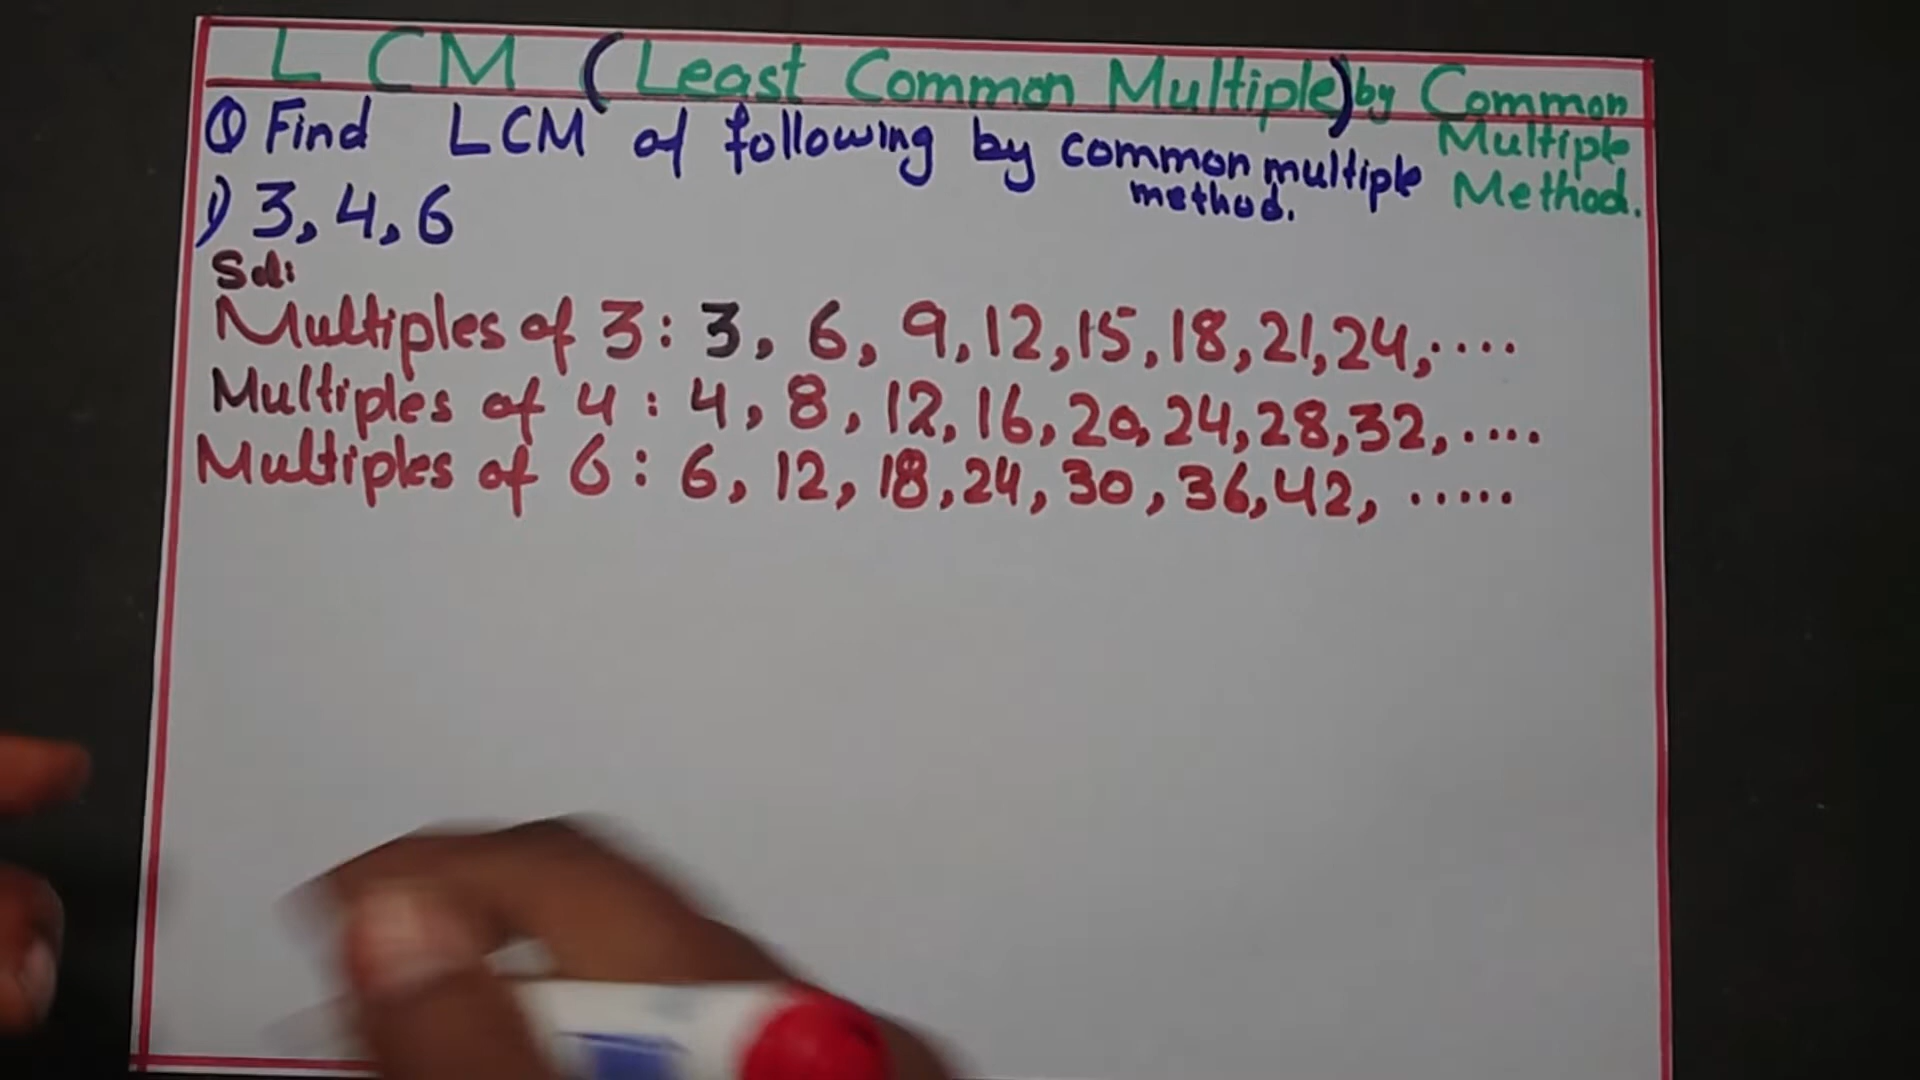 LCM (Least Common Multiple) by Common
Multiple
Method.
Q Find LCM of following by common multiple
method.
i) 3, 4, 6
Sol:
Multiples of 3: 3, 6, 9, 12, 15, 18, 21, 24, ....
Multiples of 4: 4, 8, 12, 16, 20, 24, 28, 32, ....
Multiples of 6: 6, 12, 18, 24, 30, 36, 42, .....